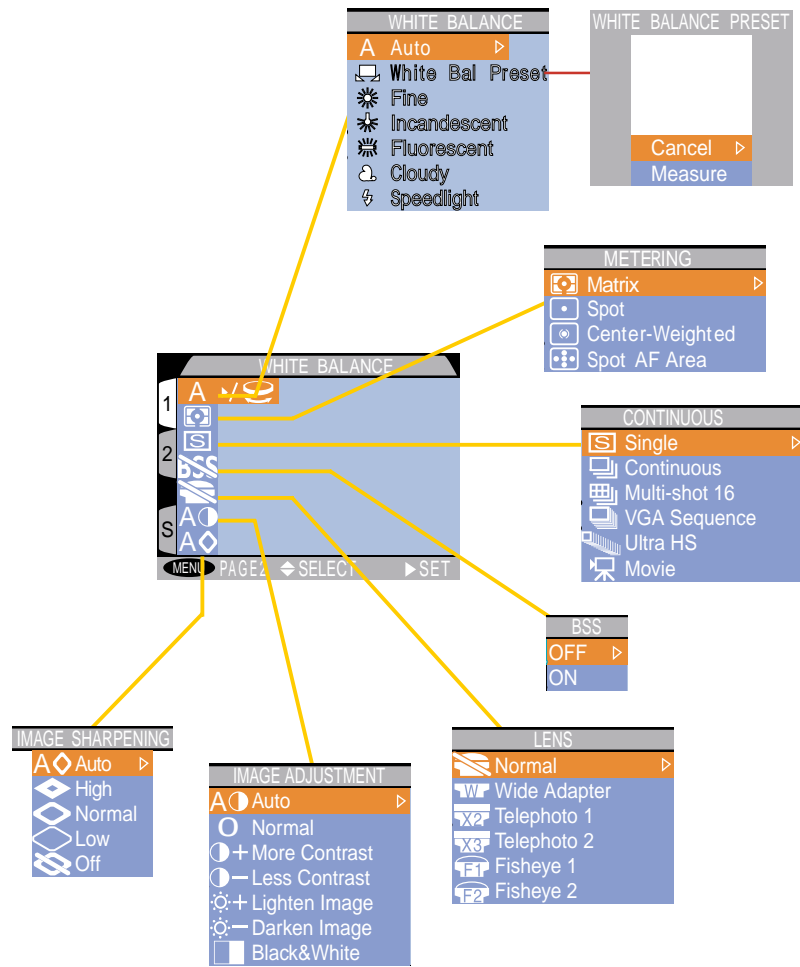 WHITE BALANCE
A Auto
White Bal Preset
Fine
Incandescent
Fluorescent
Cloudy
Speedlight
WHITE BALANCE PRESET
Cancel
Measure
METERING
Matrix
Spot
Center-Weighted
Spot AF Area
WHITE BALANCE
1
2
S
A
S
BSS
A
A
MENU PAGE2 SELECT SET
CONTINUOUS
S Single
Continuous
Multi-shot 16
VGA Sequence
Ultra HS
Movie
BSS
OFF
ON
IMAGE SHARPENING
A Auto
High
Normal
Low
Off
IMAGE ADJUSTMENT
A Auto
O Normal
+ More Contrast
− Less Contrast
+ Lighten Image
− Darken Image
Black&White
LENS
Normal
W Wide Adapter
X2 Telephoto 1
X3 Telephoto 2
F1 Fisheye 1
F2 Fisheye 2